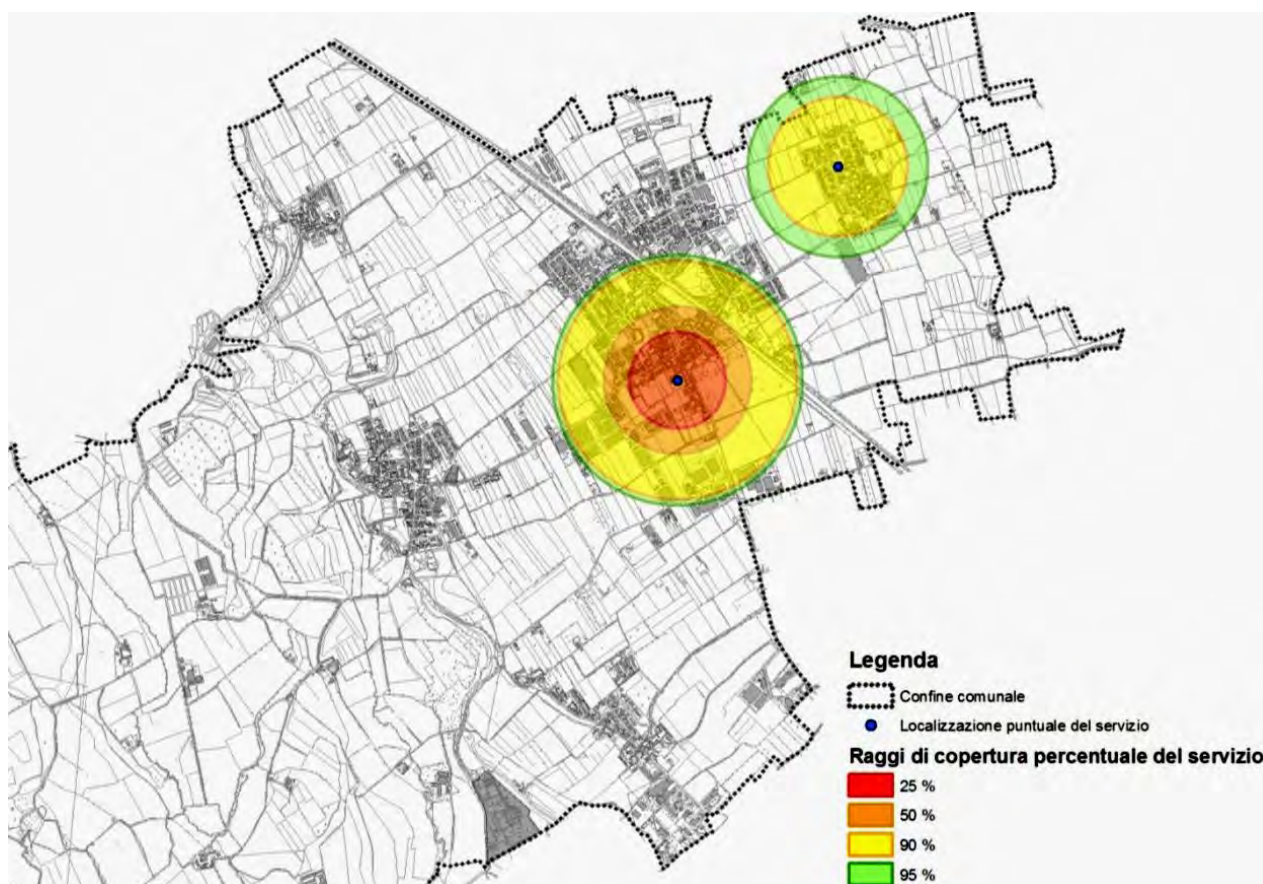 Legenda
Confine comunale
Localizzazione puntuale del servizio
Raggi di copertura percentuale del servizio
25 %
50 %
90 %
95 %